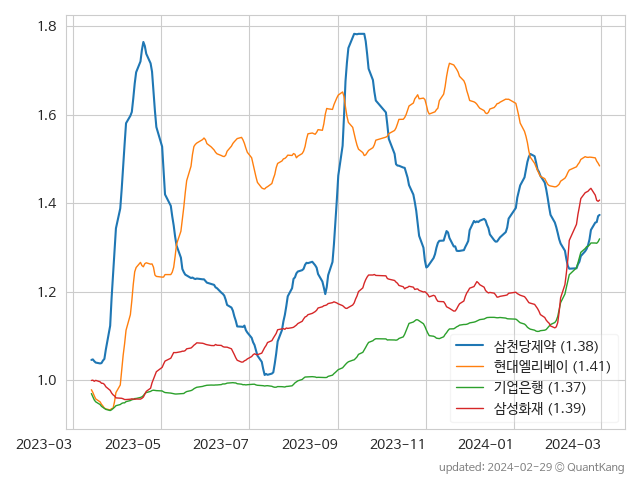 1.8
1.6
1.4
1.2
1.0
삼천당제약 (1.38)
현대엘리베이 (1.41)
기업은행 (1.37)
삼성화재 (1.39)
2023-03 2023-05 2023-07 2023-09 2023-11 2024-01 2024-03
updated: 2024-02-29 © QuantKang